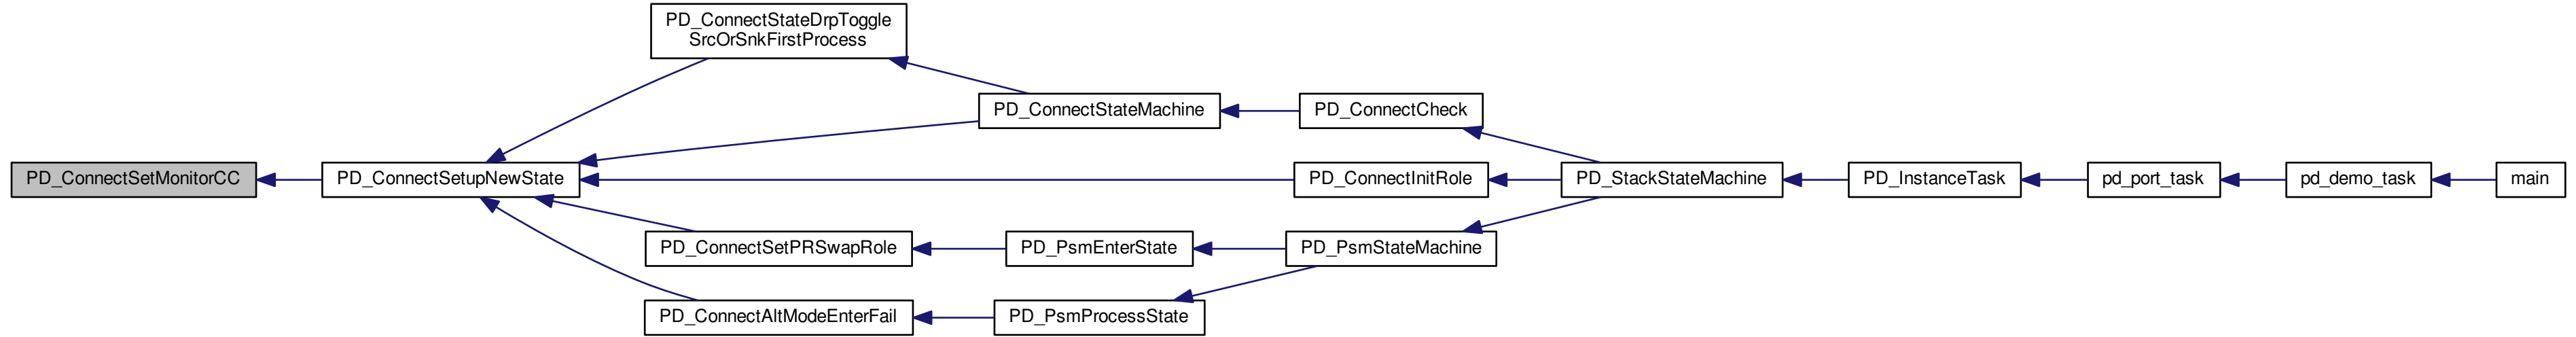 PD_ConnectStateDrpToggle
SrcOrSnkFirstProcess
PD_ConnectStateMachine
PD_ConnectCheck
PD_ConnectSetMonitorCC
PD_ConnectSetupNewState
PD_ConnectInitRole
PD_StackStateMachine
PD_InstanceTask
pd_port_task
pd_demo_task
main
PD_ConnectSetPRSwapRole
PD_PsmEnterState
PD_PsmStateMachine
PD_ConnectAltModeEnterFail
PD_PsmProcessState